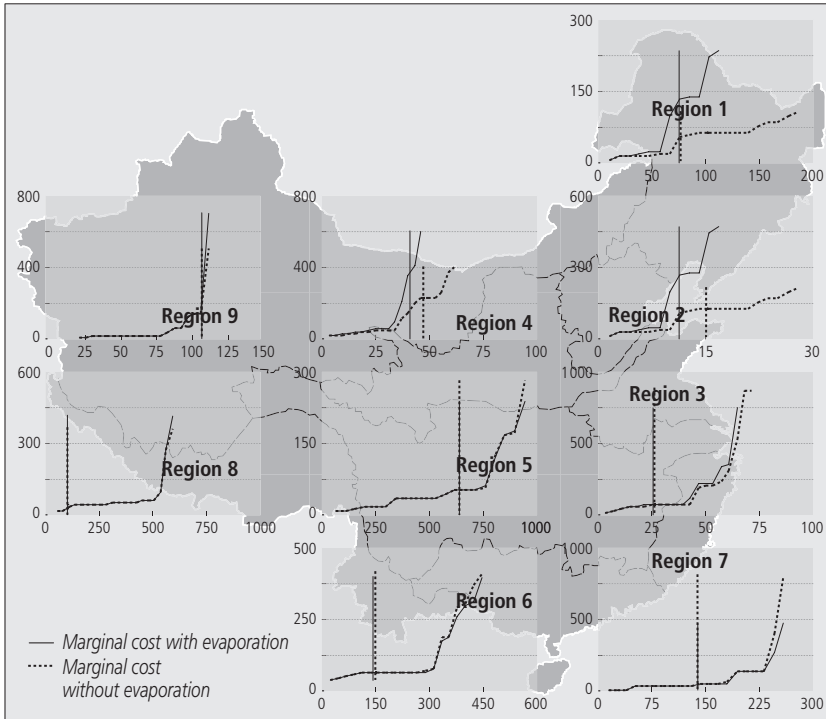 300
150
0
0 50 100 150 200
Region 1
800
400
0
0 25 50 75 100 125 150
Region 9
800
400
0
0 25 50 75 100
Region 4
600
300
0
0 15 30
Region 2
600
300
0
0 250 500 750 1000
Region 8
300
150
0
0 250 500 750 1000
Region 5
1000
500
0
0 25 50 75 100
Region 3
500
250
0
0 150 300 450 600
Region 6
1000
500
0
0 75 150 225 300
Region 7
Marginal cost with evaporation
Marginal cost
without evaporation